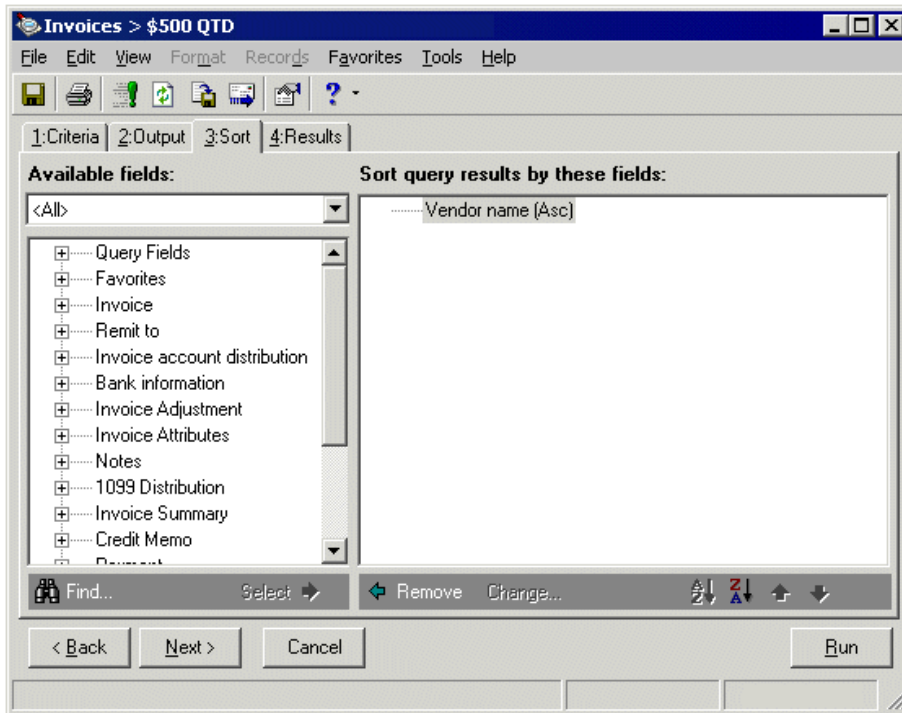 Invoices > $500 QTD
File Edit View Format Records Favorites Tools Help
1:Criteria 2:Output 3:Sort 4:Results
Available fields: Sort query results by these fields:
<All>
Vendor name (Asc)
Query Fields
Favorites
Invoice
Remit to
Invoice account distribution
Bank information
Invoice Adjustment
Invoice Attributes
Notes
1099 Distribution
Invoice Summary
Credit Memo
Find... Select Remove Change...
< Back Next > Cancel Run